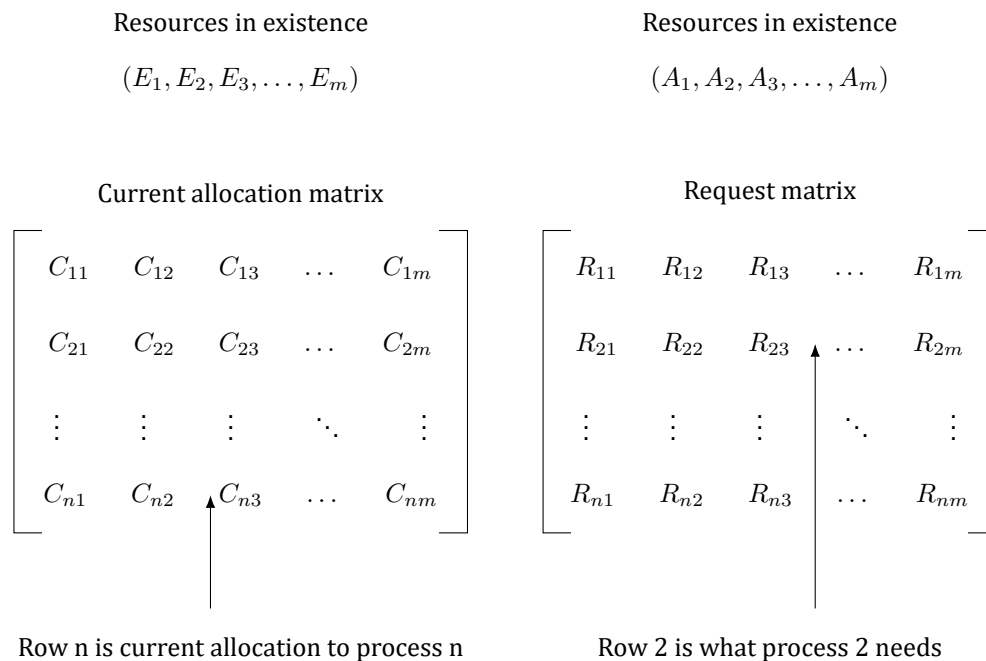 Resources in existence
(E₁, E₂, E₃, . . . , Eₘ)
Resources in existence
(A₁, A₂, A₃, . . . , Aₘ)
Current allocation matrix
C₁₁ C₁₂ C₁₃ … C₁ₘ
C₂₁ C₂₂ C₂₃ … C₂ₘ
⋮ ⋮ ⋮ ⋱ ⋮
Cₙ₁ Cₙ₂ Cₙ₃ … Cₙₘ
Row n is current allocation to process n
Request matrix
R₁₁ R₁₂ R₁₃ … R₁ₘ
R₂₁ R₂₂ R₂₃ … R₂ₘ
⋮ ⋮ ⋮ ⋱ ⋮
Rₙ₁ Rₙ₂ Rₙ₃ … Rₙₘ
Row 2 is what process 2 needs